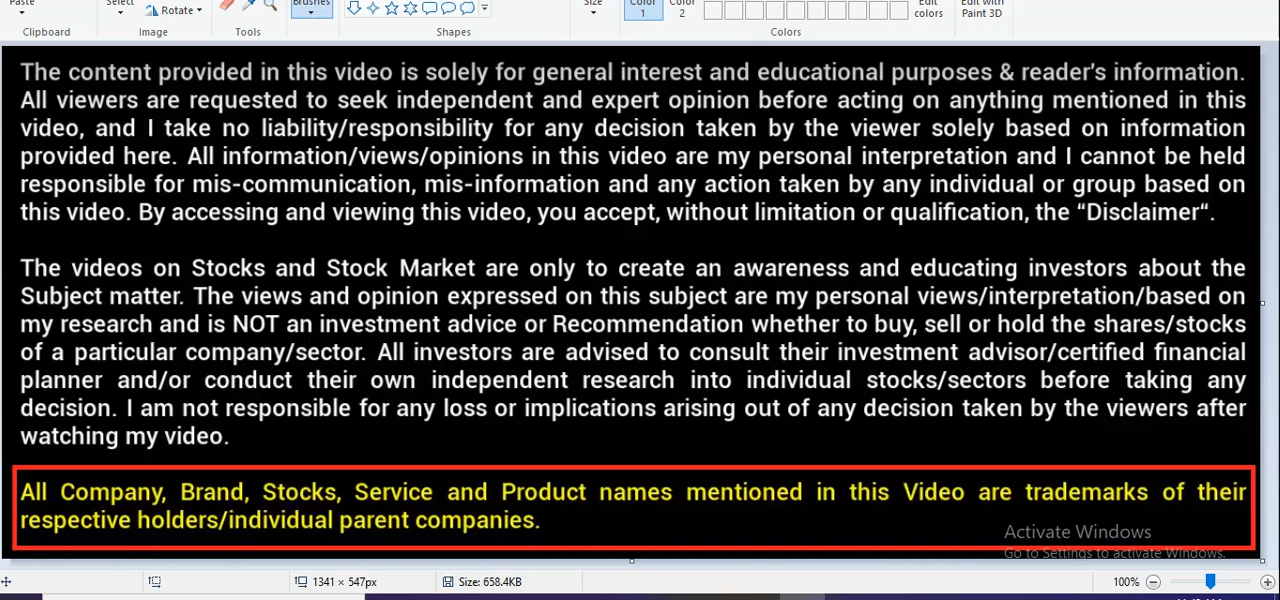 Paste Select Rotate Brushes Size Color 1 Color 2 Edit colors Edit with Paint 3D
Clipboard Image Tools Shapes Colors
The content provided in this video is solely for general interest and educational purposes & reader's information.
All viewers are requested to seek independent and expert opinion before acting on anything mentioned in this
video, and I take no liability/responsibility for any decision taken by the viewer solely based on information
provided here. All information/views/opinions in this video are my personal interpretation and I cannot be held
responsible for mis-communication, mis-information and any action taken by any individual or group based on
this video. By accessing and viewing this video, you accept, without limitation or qualification, the “Disclaimer“.
The videos on Stocks and Stock Market are only to create an awareness and educating investors about the
Subject matter. The views and opinion expressed on this subject are my personal views/interpretation/based on
my research and is NOT an investment advice or Recommendation whether to buy, sell or hold the shares/stocks
of a particular company/sector. All investors are advised to consult their investment advisor/certified financial
planner and/or conduct their own independent research into individual stocks/sectors before taking any
decision. I am not responsible for any loss or implications arising out of any decision taken by the viewers after
watching my video.
All Company, Brand, Stocks, Service and Product names mentioned in this Video are trademarks of their
respective holders/individual parent companies.
Activate Windows
Go to Settings to activate Windows.
1341 × 547px Size: 658.4KB 100%